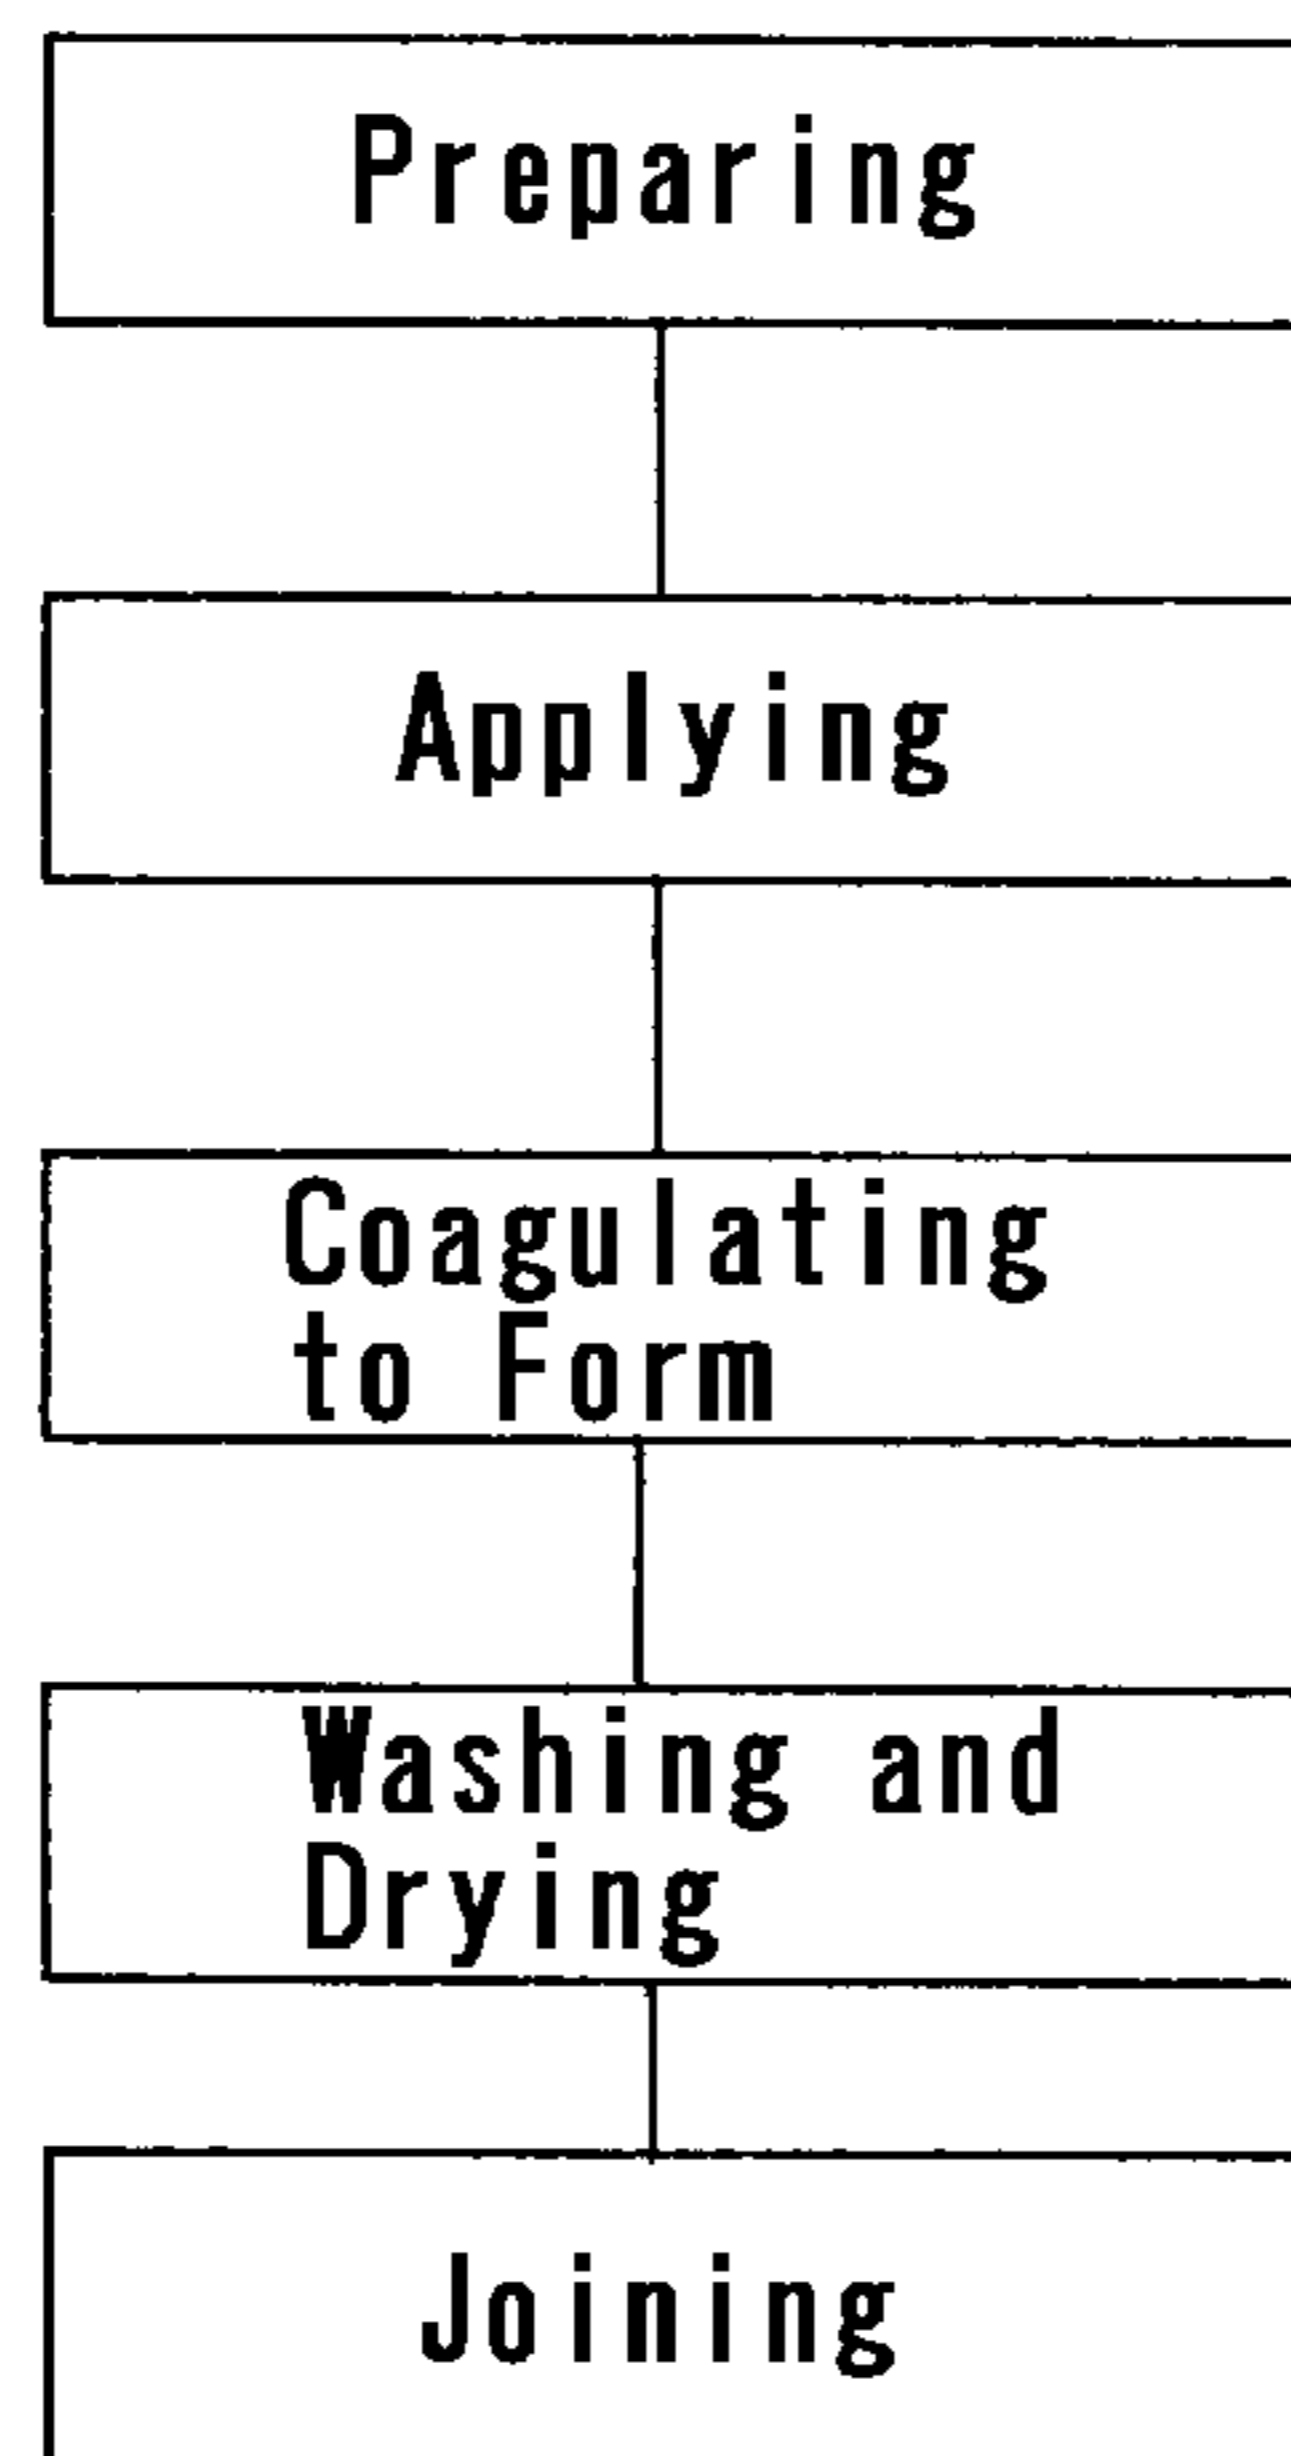 Preparing
Applying
Coagulating
to Form
Washing and
Drying
Joining